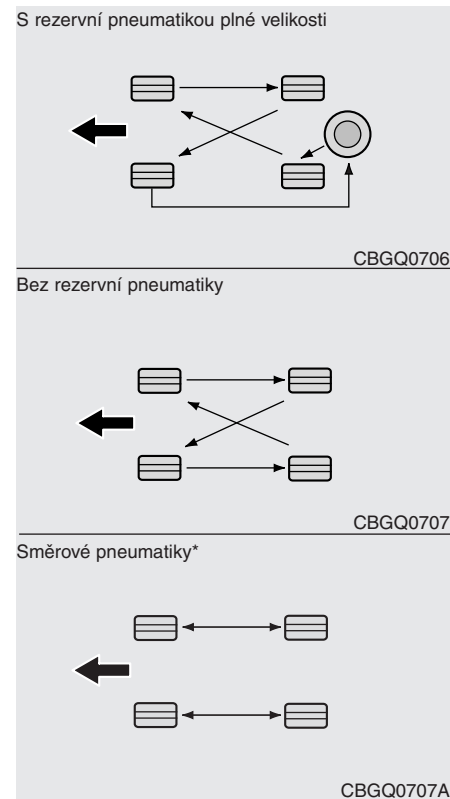 S rezervní pneumatikou plné velikosti
CBGQ0706
Bez rezervní pneumatiky
CBGQ0707
Směrové pneumatiky*
CBGQ0707A